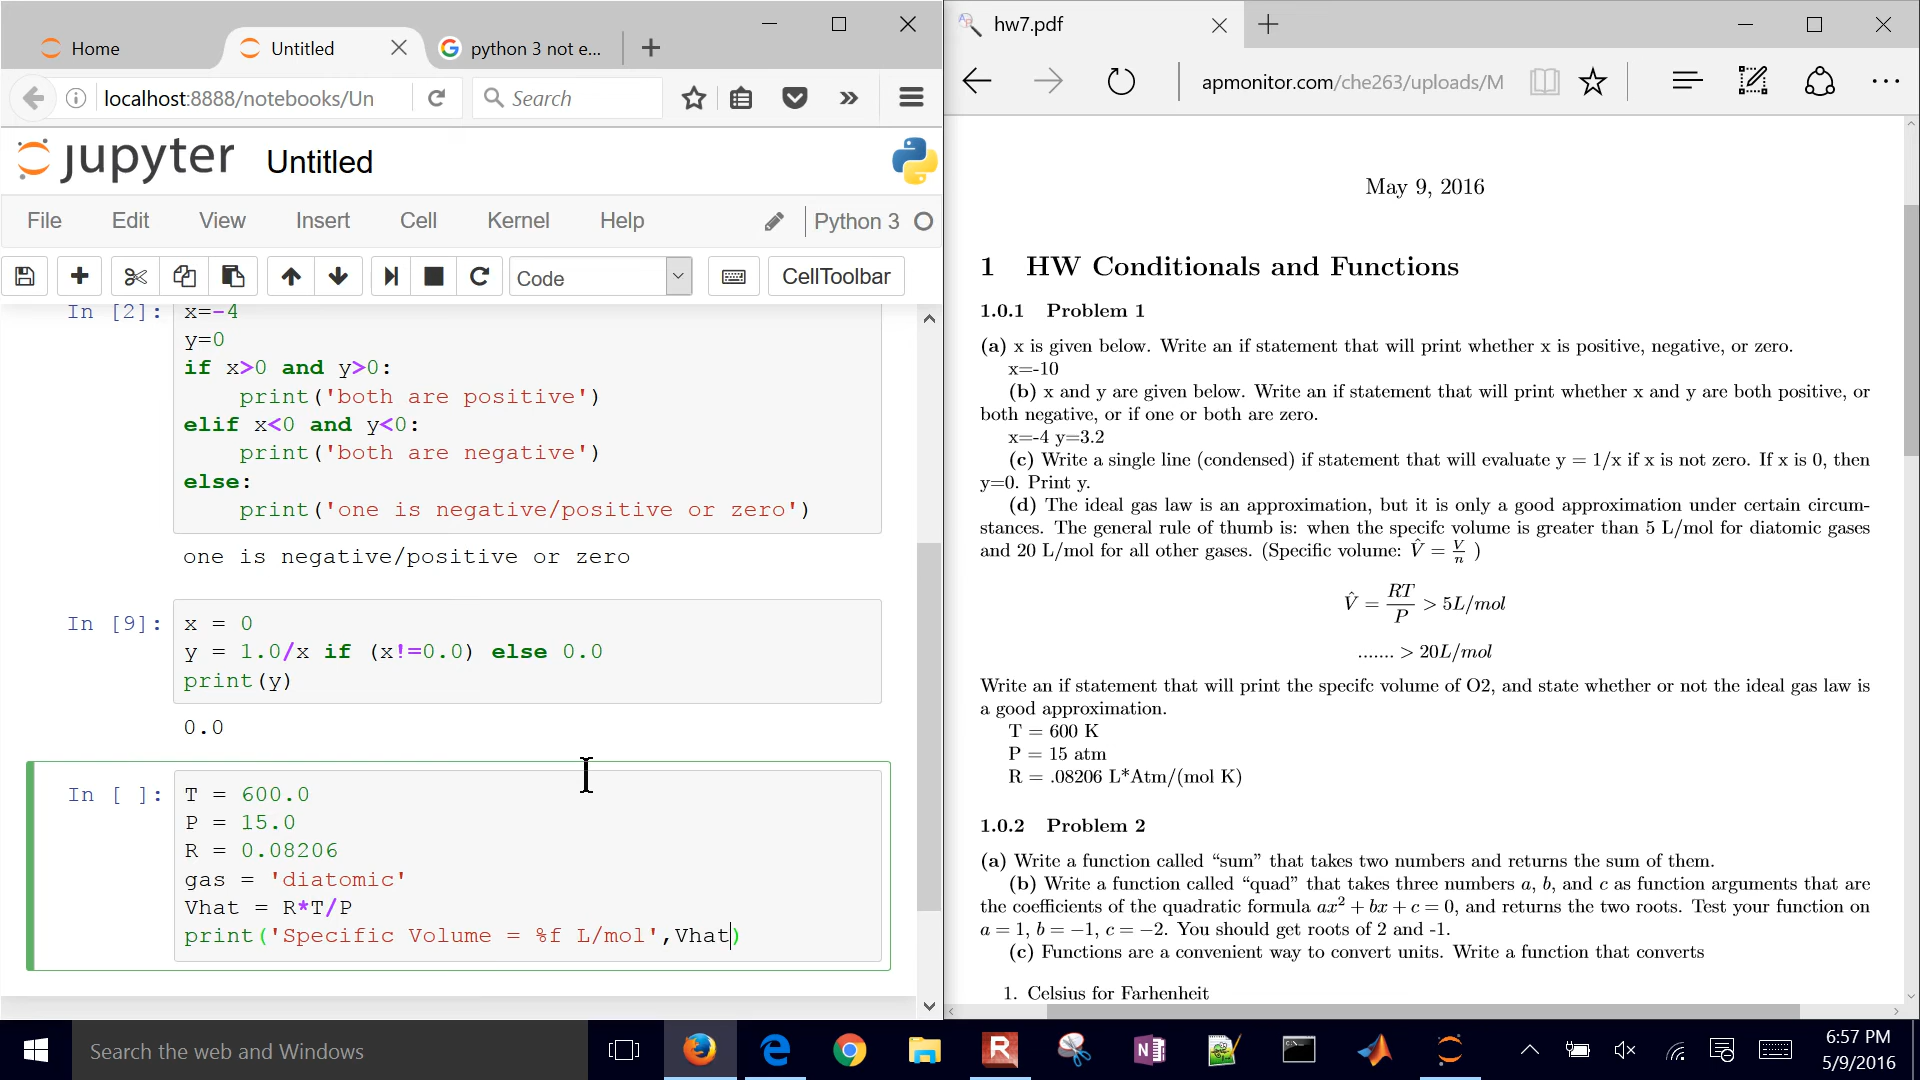 Home
Untitled
python 3 not e...
localhost:8888/notebooks/Un
Search
jupyter
Untitled
File Edit View Insert Cell Kernel Help Python 3
Code
CellToolbar
In [2]: x=-4
y=0
if x>0 and y>0:
print('both are positive')
elif x<0 and y<0:
print('both are negative')
else:
print('one is negative/positive or zero')
one is negative/positive or zero
In [9]: x = 0
y = 1.0/x if (x!=0.0) else 0.0
print(y)
0.0
In [ ]: T = 600.0
P = 15.0
R = 0.08206
gas = 'diatomic'
Vhat = R*T/P
print('Specific Volume = %f L/mol',Vhat)
hw7.pdf
apmonitor.com/che263/uploads/M
May 9, 2016
1 HW Conditionals and Functions
1.0.1 Problem 1
(a) x is given below. Write an if statement that will print whether x is positive, negative, or zero.
x=-10
(b) x and y are given below. Write an if statement that will print whether x and y are both positive, or
both negative, or if one or both are zero.
x=-4 y=3.2
(c) Write a single line (condensed) if statement that will evaluate y = 1/x if x is not zero. If x is 0, then
y=0. Print y.
(d) The ideal gas law is an approximation, but it is only a good approximation under certain circum-
stances. The general rule of thumb is: when the specifc volume is greater than 5 L/mol for diatomic gases
and 20 L/mol for all other gases. (Specific volume: V̂ = V/n )
V̂ = RT/P > 5L/mol
....... > 20L/mol
Write an if statement that will print the specifc volume of O2, and state whether or not the ideal gas law is
a good approximation.
T = 600 K
P = 15 atm
R = .08206 L*Atm/(mol K)
1.0.2 Problem 2
(a) Write a function called “sum” that takes two numbers and returns the sum of them.
(b) Write a function called “quad” that takes three numbers a, b, and c as function arguments that are
the coefficients of the quadratic formula ax² + bx + c = 0, and returns the two roots. Test your function on
a = 1, b = −1, c = −2. You should get roots of 2 and -1.
(c) Functions are a convenient way to convert units. Write a function that converts
1. Celsius for Farhenheit
Search the web and Windows
6:57 PM
5/9/2016